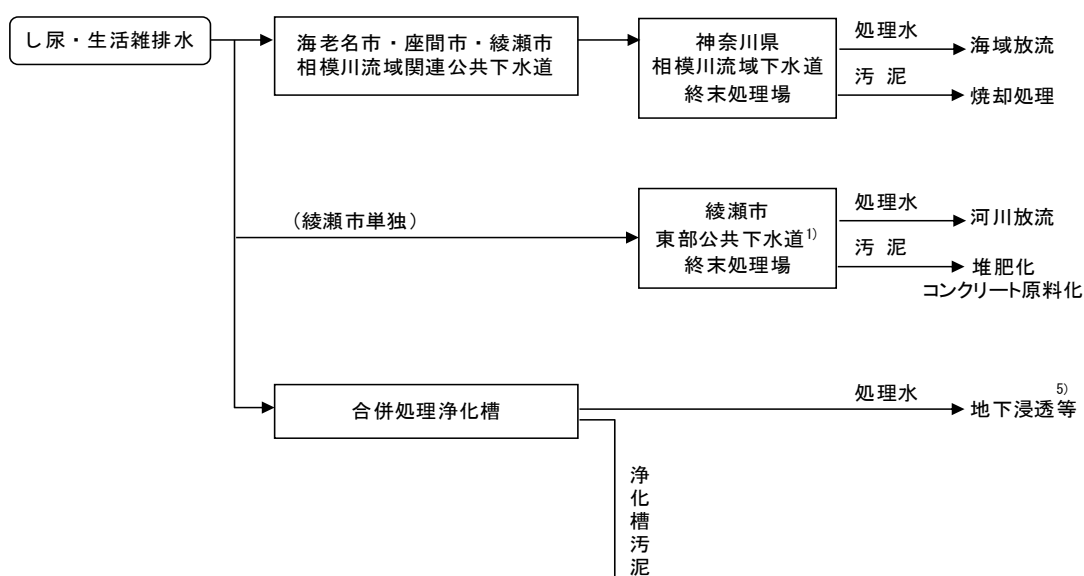 し尿・生活雑排水
海老名市・座間市・綾瀬市
相模川流域関連公共下水道
神奈川県
相模川流域下水道
終末処理場
処理水
海域放流
汚 泥
焼却処理
(綾瀬市単独)
綾瀬市
東部公共下水道1)
終末処理場
処理水
河川放流
汚 泥
堆肥化
コンクリート原料化
合併処理浄化槽
処理水
地下浸透等5)
浄化槽汚泥